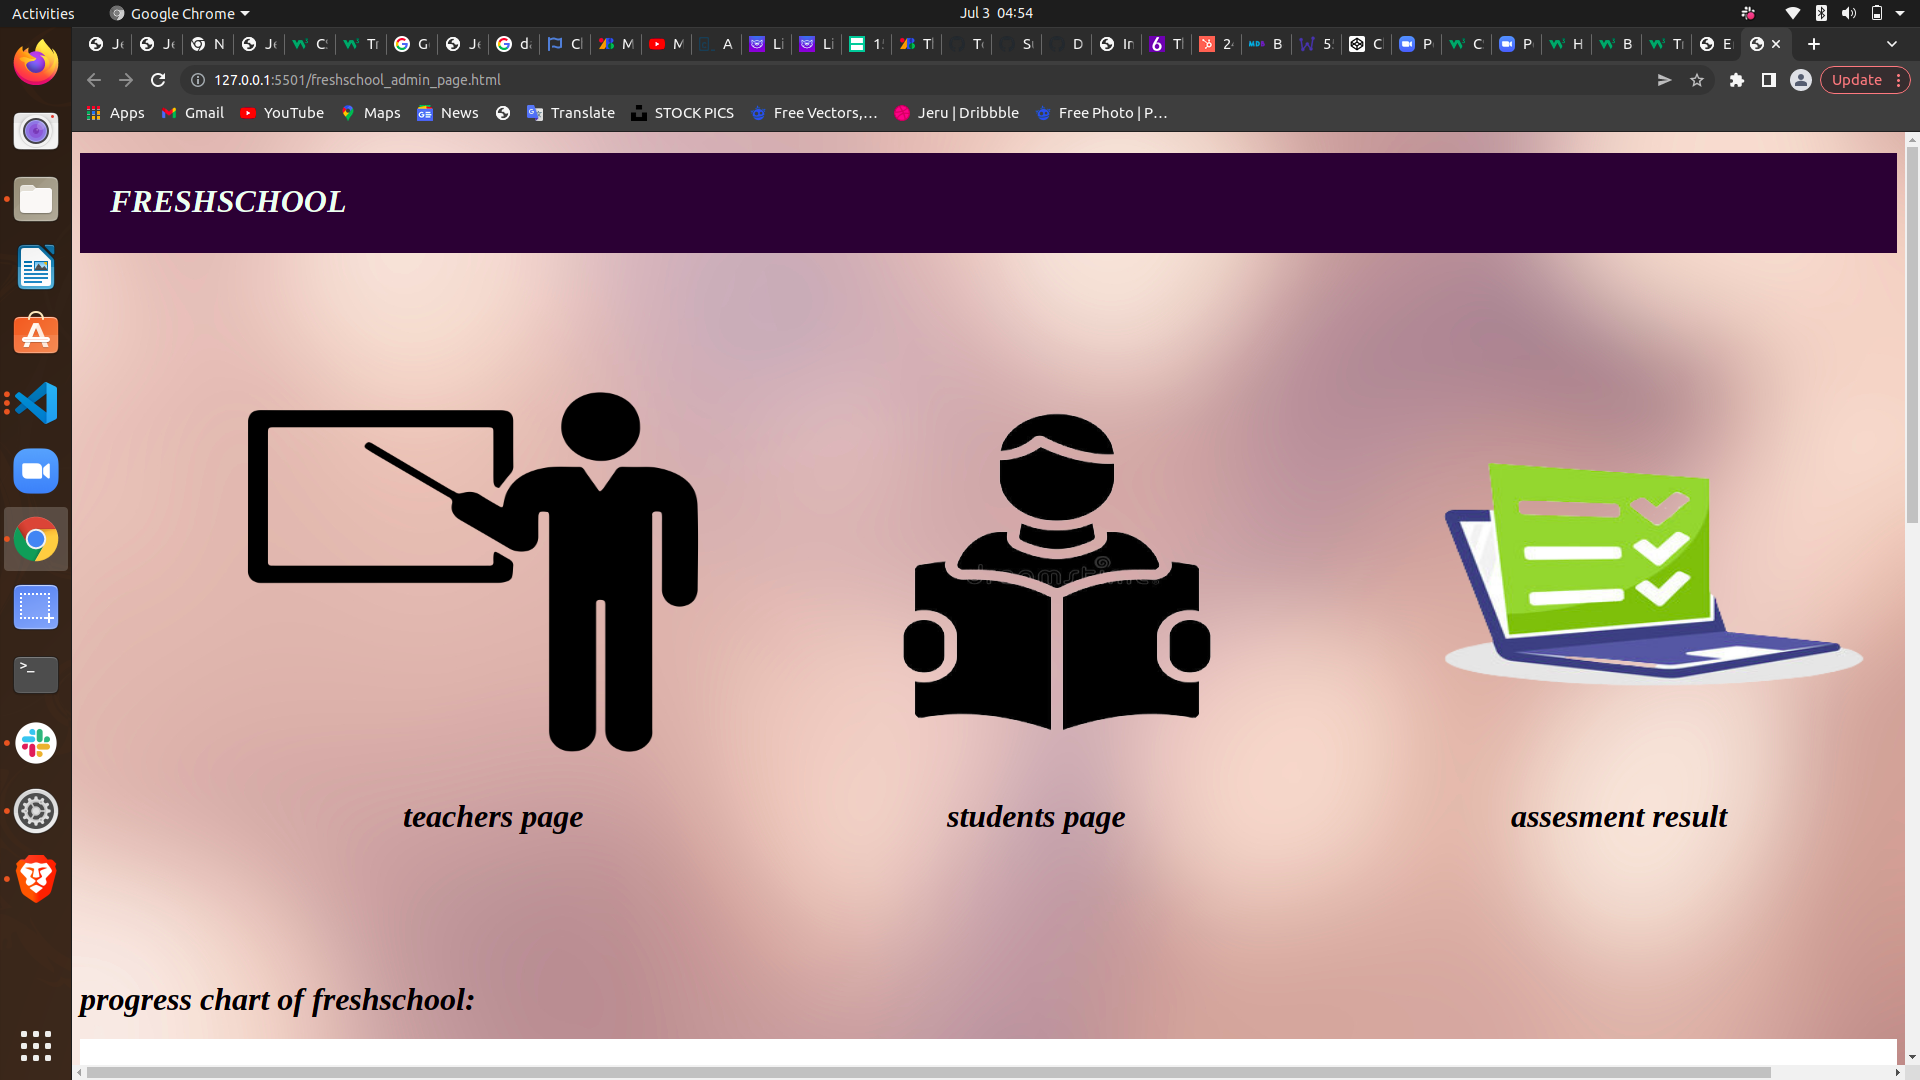 Activities Google Chrome Jul 3 04:54
127.0.0.1:5501/freshschool_admin_page.html Update
Apps Gmail YouTube Maps News Translate STOCK PICS Free Vectors,... Jeru | Dribbble Free Photo | P...
FRESHSCHOOL
dreamstime
teachers page students page assesment result
progress chart of freshschool: